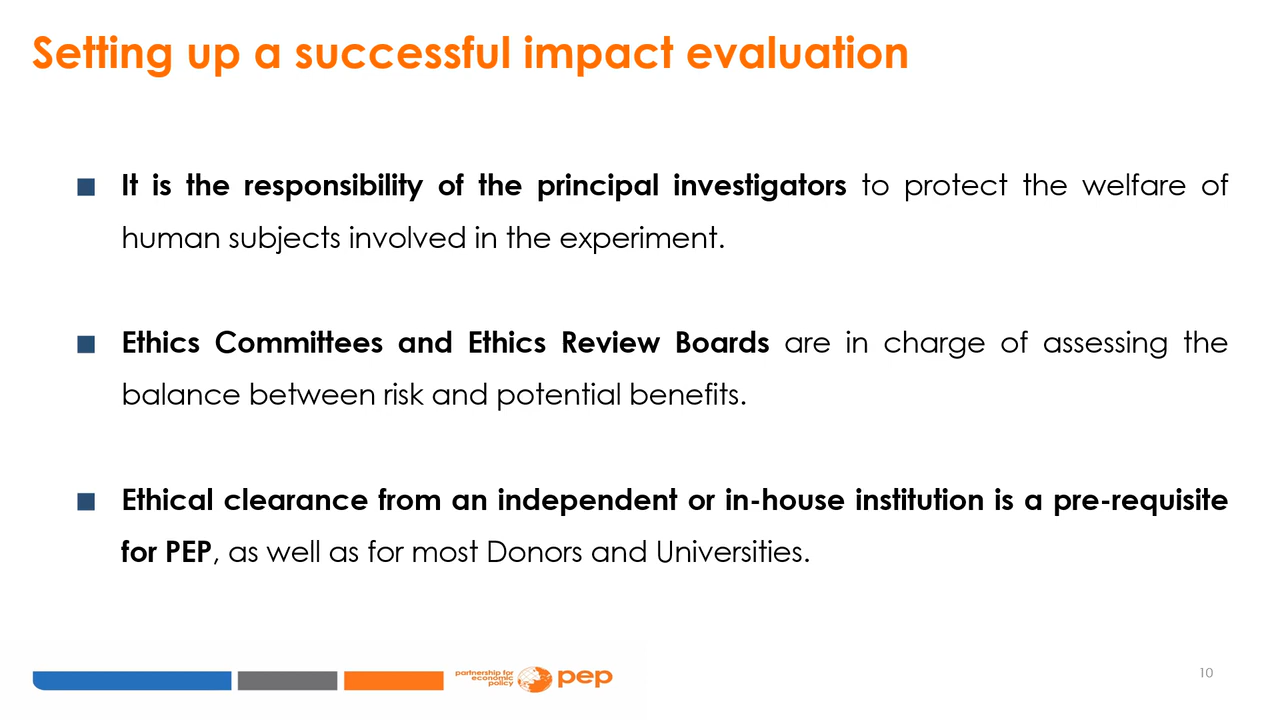 Setting up a successful impact evaluation
It is the responsibility of the principal investigators to protect the welfare of
human subjects involved in the experiment.
Ethics Committees and Ethics Review Boards are in charge of assessing the
balance between risk and potential benefits.
Ethical clearance from an independent or in-house institution is a pre-requisite
for PEP, as well as for most Donors and Universities.
partnership for
economic
policy
pep
10